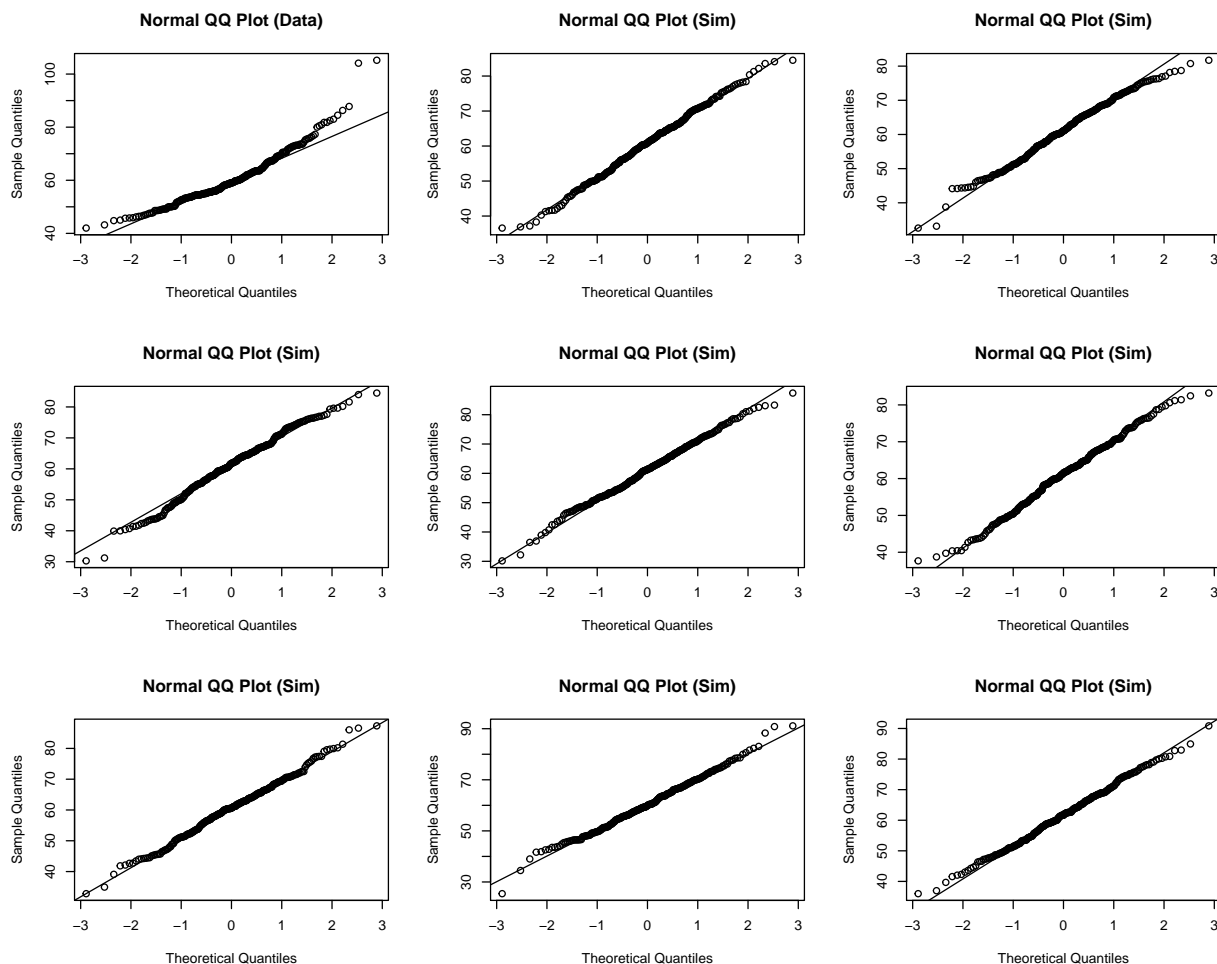 Normal QQ Plot (Data)
Sample Quantiles
40 60 80 100
−3 −2 −1 0 1 2 3
Theoretical Quantiles
Normal QQ Plot (Sim)
Sample Quantiles
40 50 60 70 80
−3 −2 −1 0 1 2 3
Theoretical Quantiles
Normal QQ Plot (Sim)
Sample Quantiles
40 50 60 70 80
−3 −2 −1 0 1 2 3
Theoretical Quantiles
Normal QQ Plot (Sim)
Sample Quantiles
30 40 50 60 70 80
−3 −2 −1 0 1 2 3
Theoretical Quantiles
Normal QQ Plot (Sim)
Sample Quantiles
30 40 50 60 70 80
−3 −2 −1 0 1 2 3
Theoretical Quantiles
Normal QQ Plot (Sim)
Sample Quantiles
40 50 60 70 80
−3 −2 −1 0 1 2 3
Theoretical Quantiles
Normal QQ Plot (Sim)
Sample Quantiles
40 50 60 70 80
−3 −2 −1 0 1 2 3
Theoretical Quantiles
Normal QQ Plot (Sim)
Sample Quantiles
30 50 70 90
−3 −2 −1 0 1 2 3
Theoretical Quantiles
Normal QQ Plot (Sim)
Sample Quantiles
40 50 60 70 80 90
−3 −2 −1 0 1 2 3
Theoretical Quantiles